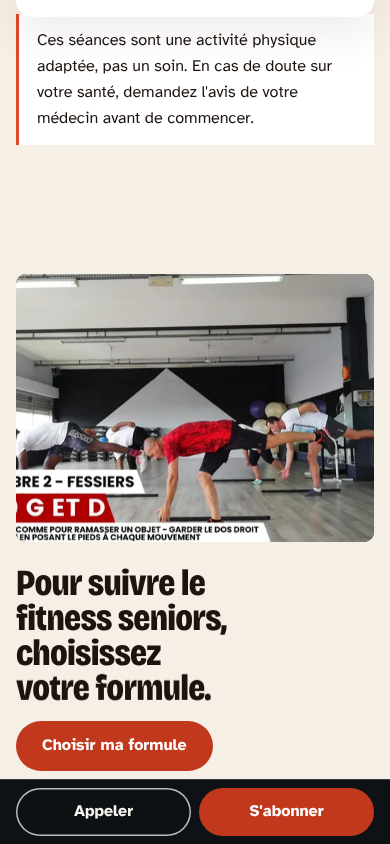 Ces séances sont une activité physique
adaptée, pas un soin. En cas de doute sur
votre santé, demandez l'avis de votre
médecin avant de commencer.
BRE 2 – FESSIERS
G ET D
COMME POUR RAMASSER UN OBJET – GARDER LE DOS DROIT
EN POSANT LE PIEDS À CHAQUE MOUVEMENT
Pour suivre le
fitness seniors,
choisissez
votre formule.
Choisir ma formule
Appeler
S'abonner